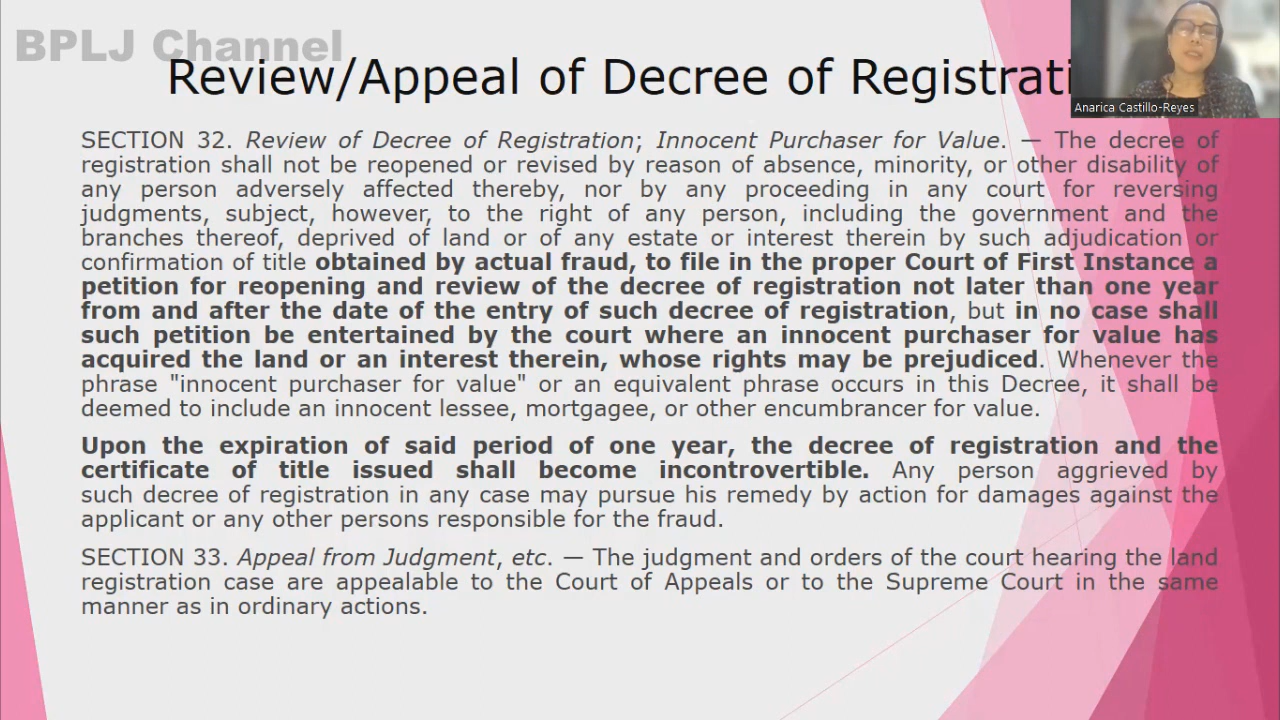 BPLJ Channel
Review/Appeal of Decree of Registrati
Anarica Castillo-Reyes
SECTION 32. Review of Decree of Registration; Innocent Purchaser for Value. — The decree of
registration shall not be reopened or revised by reason of absence, minority, or other disability of
any person adversely affected thereby, nor by any proceeding in any court for reversing
judgments, subject, however, to the right of any person, including the government and the
branches thereof, deprived of land or of any estate or interest therein by such adjudication or
confirmation of title obtained by actual fraud, to file in the proper Court of First Instance a
petition for reopening and review of the decree of registration not later than one year
from and after the date of the entry of such decree of registration, but in no case shall
such petition be entertained by the court where an innocent purchaser for value has
acquired the land or an interest therein, whose rights may be prejudiced. Whenever the
phrase "innocent purchaser for value" or an equivalent phrase occurs in this Decree, it shall be
deemed to include an innocent lessee, mortgagee, or other encumbrancer for value.
Upon the expiration of said period of one year, the decree of registration and the
certificate of title issued shall become incontrovertible. Any person aggrieved by
such decree of registration in any case may pursue his remedy by action for damages against the
applicant or any other persons responsible for the fraud.
SECTION 33. Appeal from Judgment, etc. — The judgment and orders of the court hearing the land
registration case are appealable to the Court of Appeals or to the Supreme Court in the same
manner as in ordinary actions.